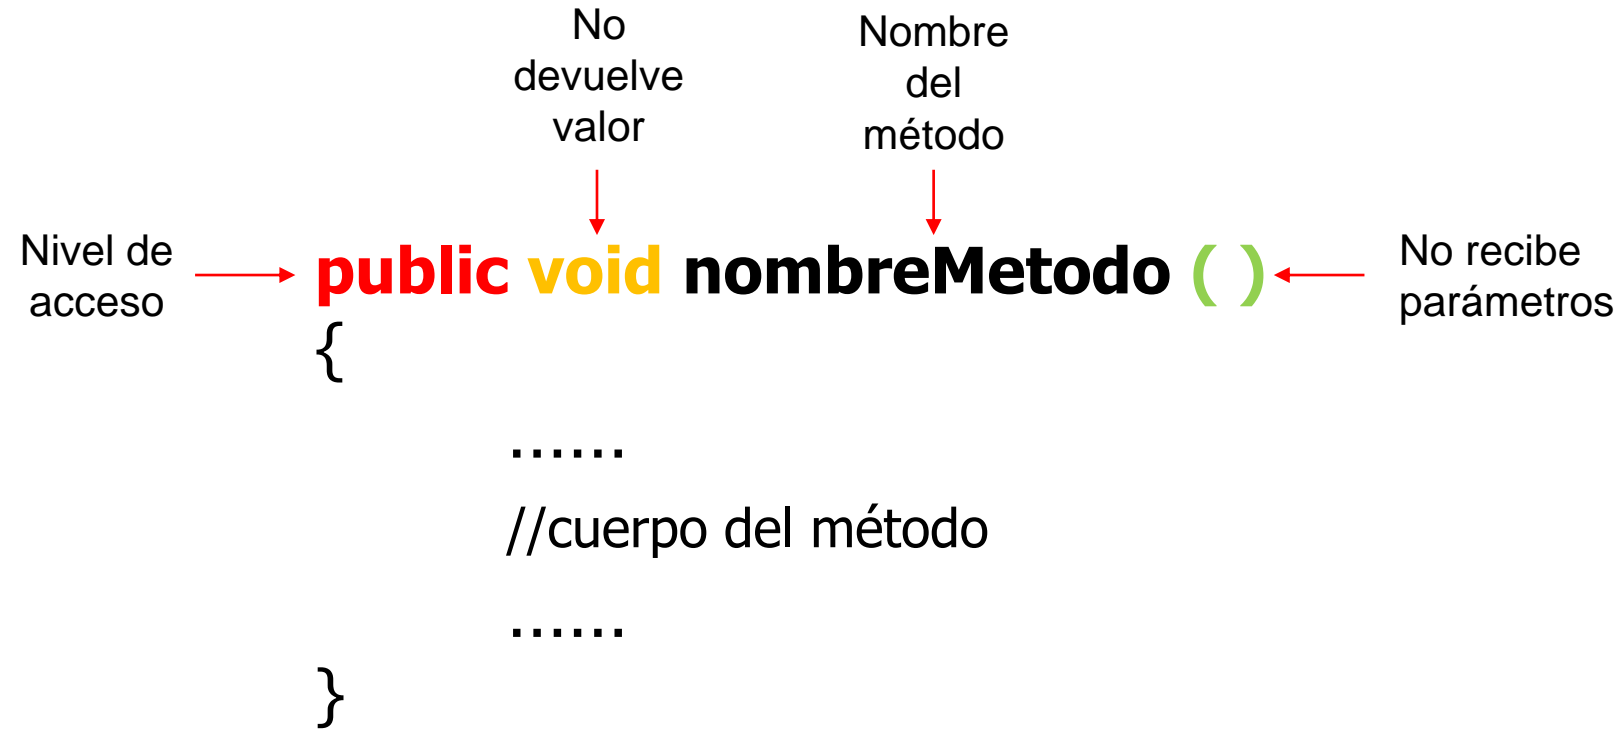 No
devuelve
valor
Nombre
del
método
Nivel de
acceso
public void nombreMetodo ( )
No recibe
parámetros
{
......
//cuerpo del método
......
}